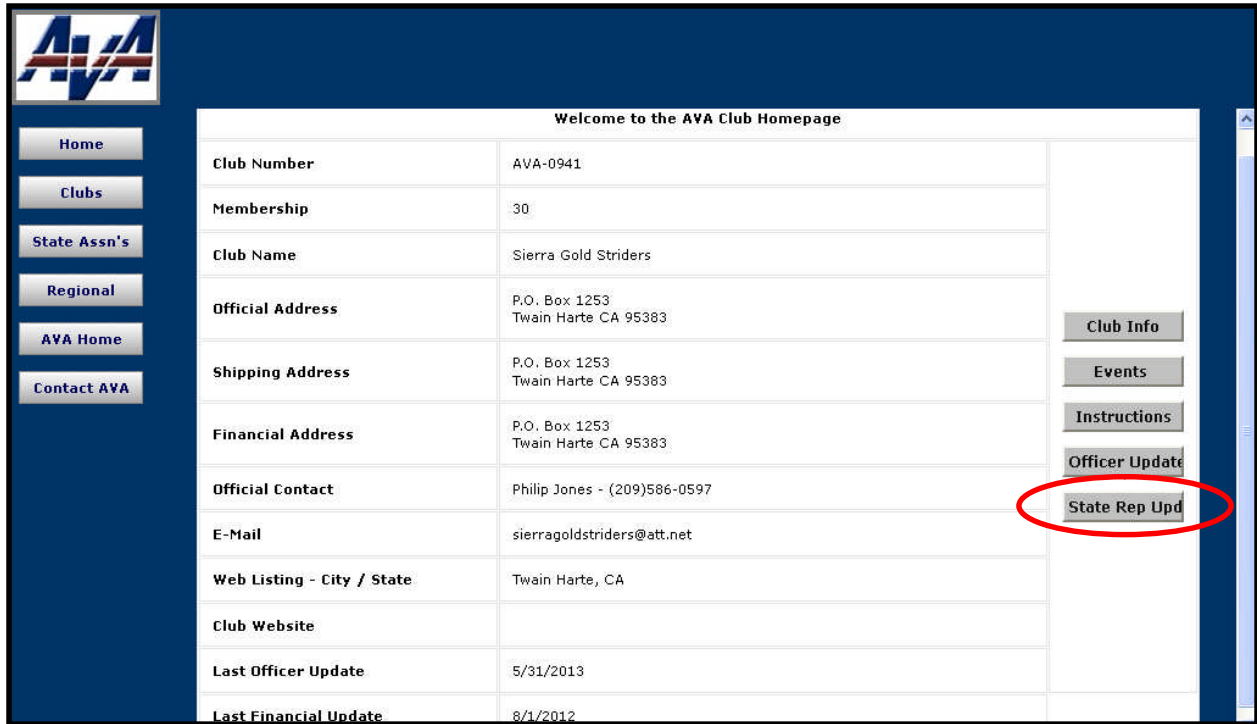 AVA
Welcome to the AVA Club Homepage
Home
Clubs
State Assn's
Regional
AVA Home
Contact AVA
Club Number AVA-0941
Membership 30
Club Name Sierra Gold Striders
Official Address P.O. Box 1253
Twain Harte CA 95383
Shipping Address P.O. Box 1253
Twain Harte CA 95383
Financial Address P.O. Box 1253
Twain Harte CA 95383
Official Contact Philip Jones - (209)586-0597
E-Mail sierragoldstriders@att.net
Web Listing - City / State Twain Harte, CA
Club Website
Last Officer Update 5/31/2013
Last Financial Update 8/1/2012
Club Info
Events
Instructions
Officer Update
State Rep Upd